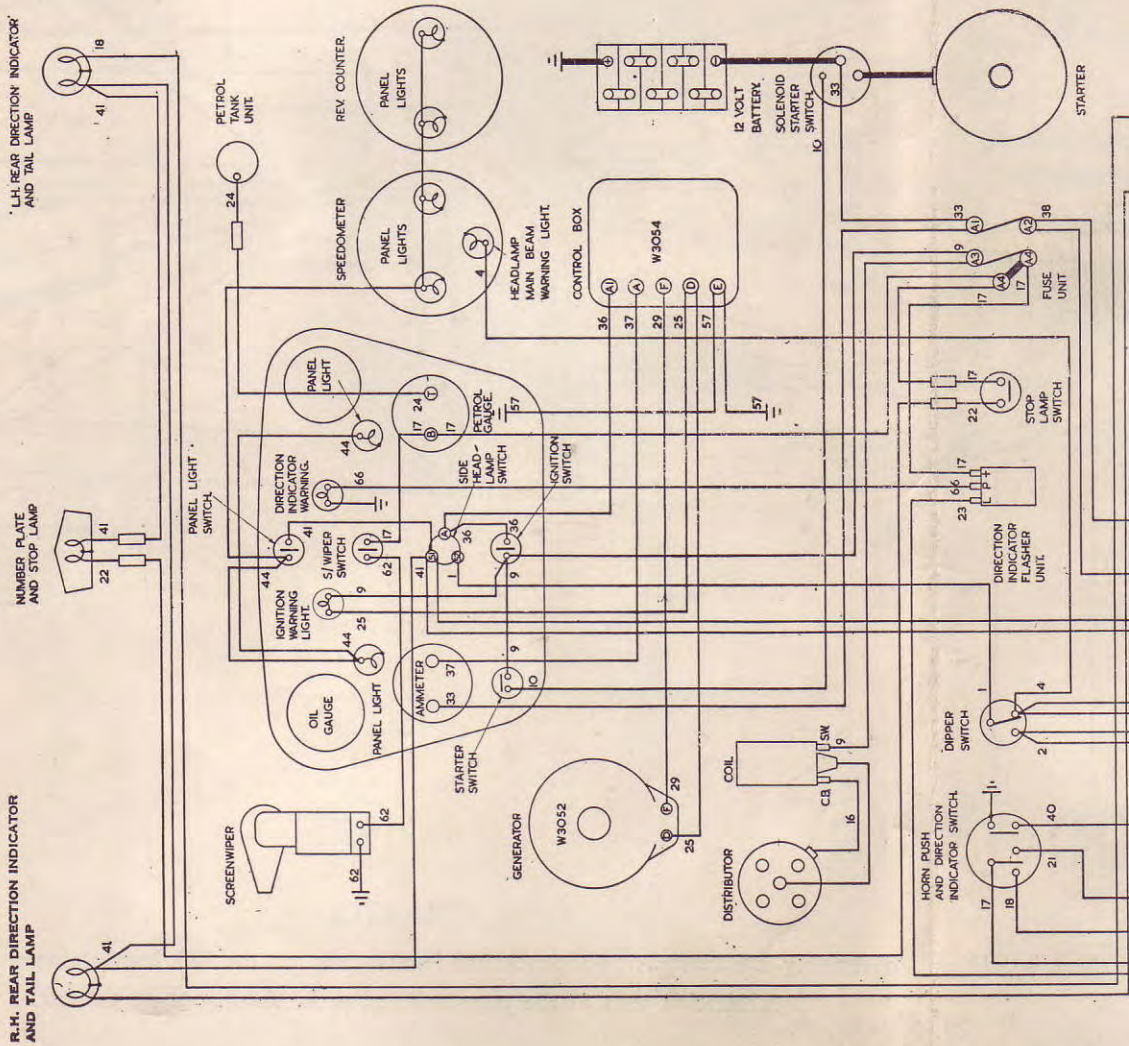 'L.H. REAR DIRECTION' INDICATOR
AND TAIL LAMP
18
41
PETROL
TANK
UNIT.
24
REV. COUNTER.
PANEL
LIGHTS
SPEEDOMETER
PANEL
LIGHTS
4
HEADLAMP
MAIN BEAM
WARNING LIGHT.
12 VOLT
BATTERY.
SOLENOID
STARTER
SWITCH.
33
10
STARTER
CONTROL BOX
W3054
A1
A
F
D
E
36
37
29
25
57
57
57
33
A1
9
A3
A2
38
A4
A4
17
17
FUSE
UNIT
NUMBER PLATE
AND STOP LAMP
41
22
PANEL LIGHT
SWITCH.
44
41
PANEL
LIGHT
44
DIRECTION
INDICATOR
WARNING.
66
24
T
17
B
17
PETROL
GAUGE.
S/WIPER
SWITCH
17
62
SIDE
HEAD-
LAMP
SWITCH
A
36
S1
S2
41
1
36
9
IGNITION
SWITCH
IGNITION
WARNING
LIGHT.
9
25
44
OIL
GAUGE
PANEL LIGHT
AMMETER
33
37
9
10
STARTER
SWITCH.
17
22
STOP
LAMP
SWITCH
17
66
23
+
P
L
DIRECTION
INDICATOR
FLASHER
UNIT.
R.H. REAR DIRECTION INDICATOR
AND TAIL LAMP
41
SCREENWIPER
62
62
GENERATOR
W3052
F
D
29
25
COIL
SW.
9
C.B.
16
DISTRIBUTOR
DIPPER
SWITCH
1
4
2
HORN PUSH
AND DIRECTION
INDICATOR SWITCH.
17
18
21
40